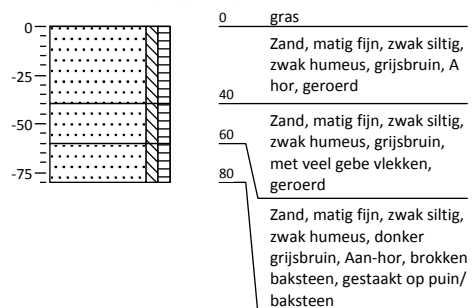 0
-25
-50
-75
0 gras
Zand, matig fijn, zwak siltig,
zwak humeus, grijsbruin, A
hor, geroerd
40
Zand, matig fijn, zwak siltig,
zwak humeus, grijsbruin,
met veel gebe vlekken,
geroerd
60
80
Zand, matig fijn, zwak siltig,
zwak humeus, donker
grijsbruin, Aan-hor, brokken
baksteen, gestaakt op puin/
baksteen